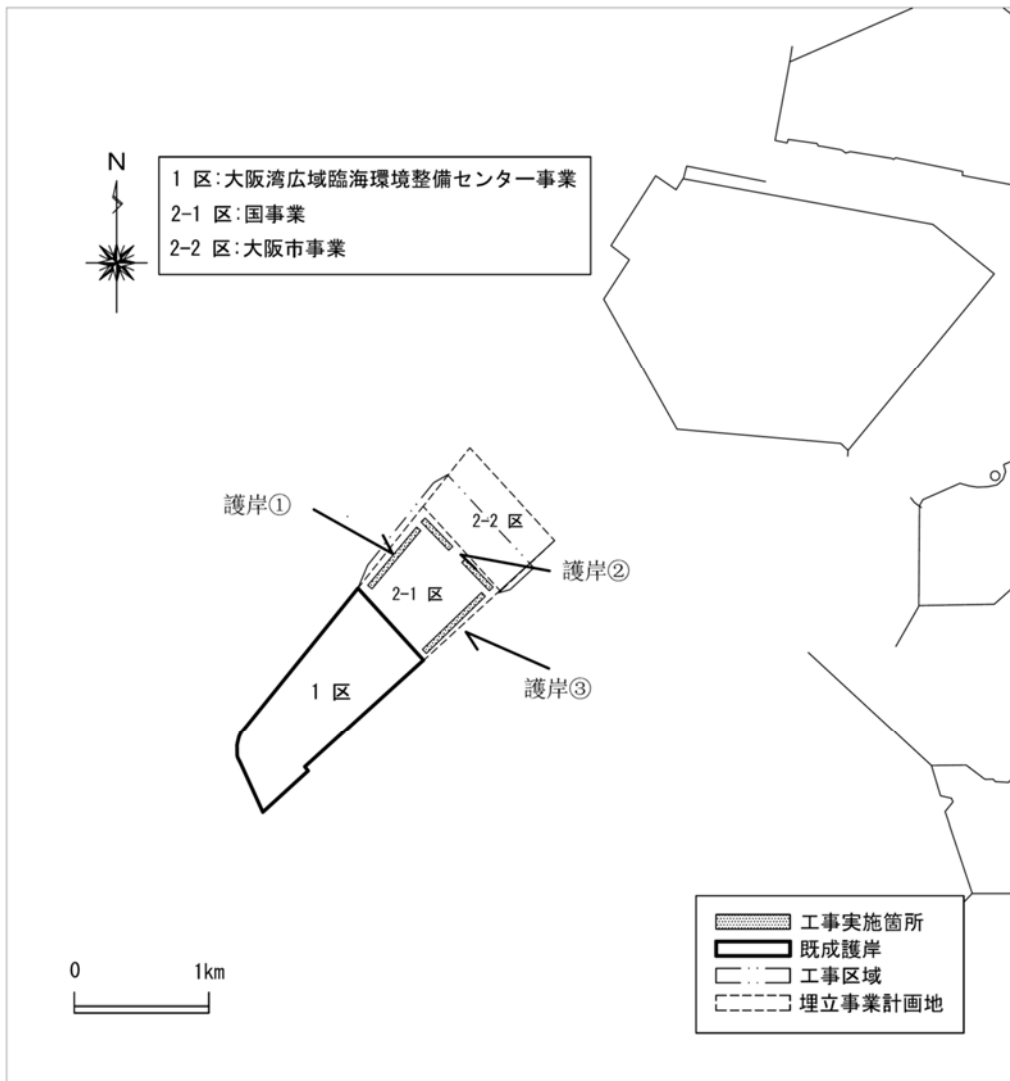 N
1 区:大阪湾広域臨海環境整備センター事業
2-1 区:国事業
2-2 区:大阪市事業
護岸①
2-2 区
護岸②
2-1 区
護岸③
1 区
0 1km
工事実施箇所
既成護岸
工事区域
埋立事業計画地